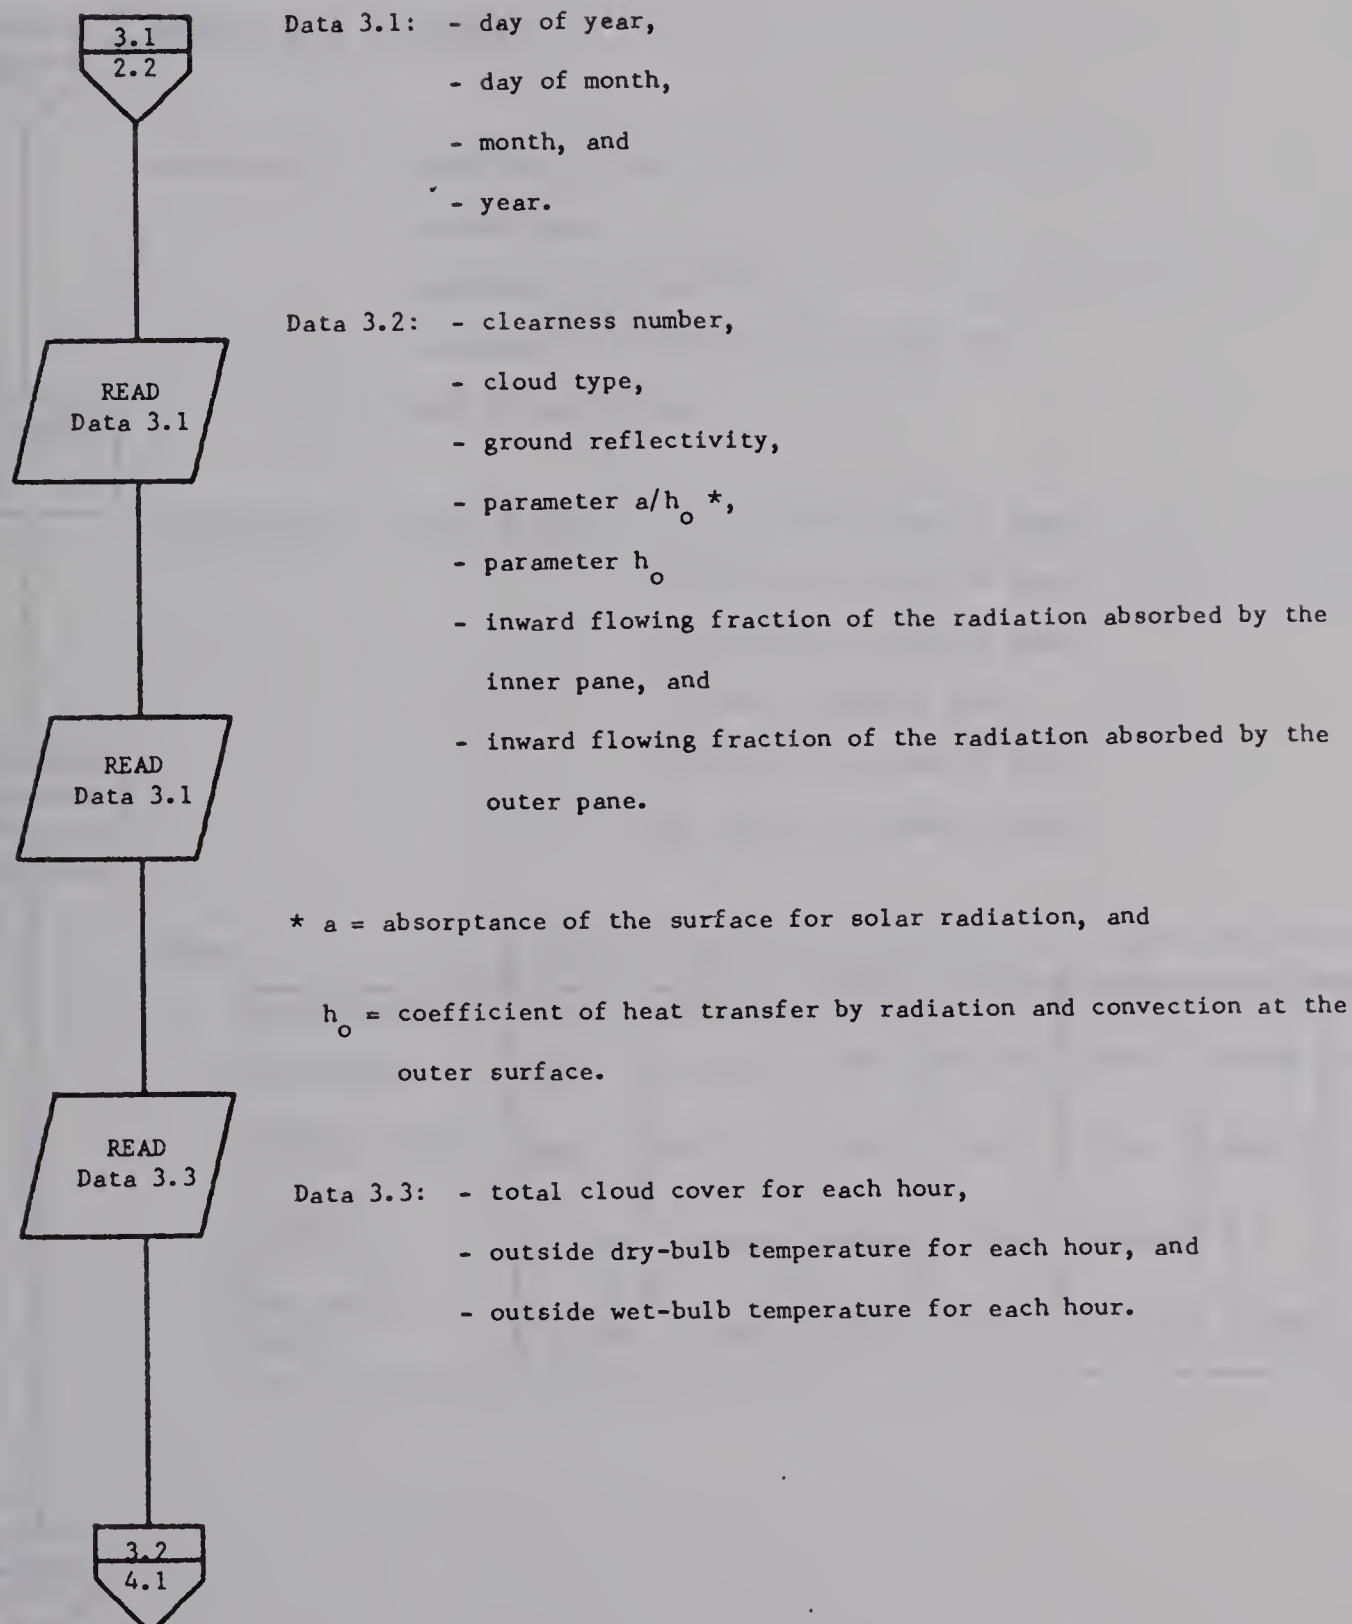 3.1
2.2
Data 3.1: - day of year,
- day of month,
- month, and
- year.
READ
Data 3.1
Data 3.2: - clearness number,
- cloud type,
- ground reflectivity,
- parameter a/h_o *,
- parameter h_o
- inward flowing fraction of the radiation absorbed by the
inner pane, and
- inward flowing fraction of the radiation absorbed by the
outer pane.
READ
Data 3.1
* a = absorptance of the surface for solar radiation, and
h_o = coefficient of heat transfer by radiation and convection at the
outer surface.
READ
Data 3.3
Data 3.3: - total cloud cover for each hour,
- outside dry-bulb temperature for each hour, and
- outside wet-bulb temperature for each hour.
3.2
4.1